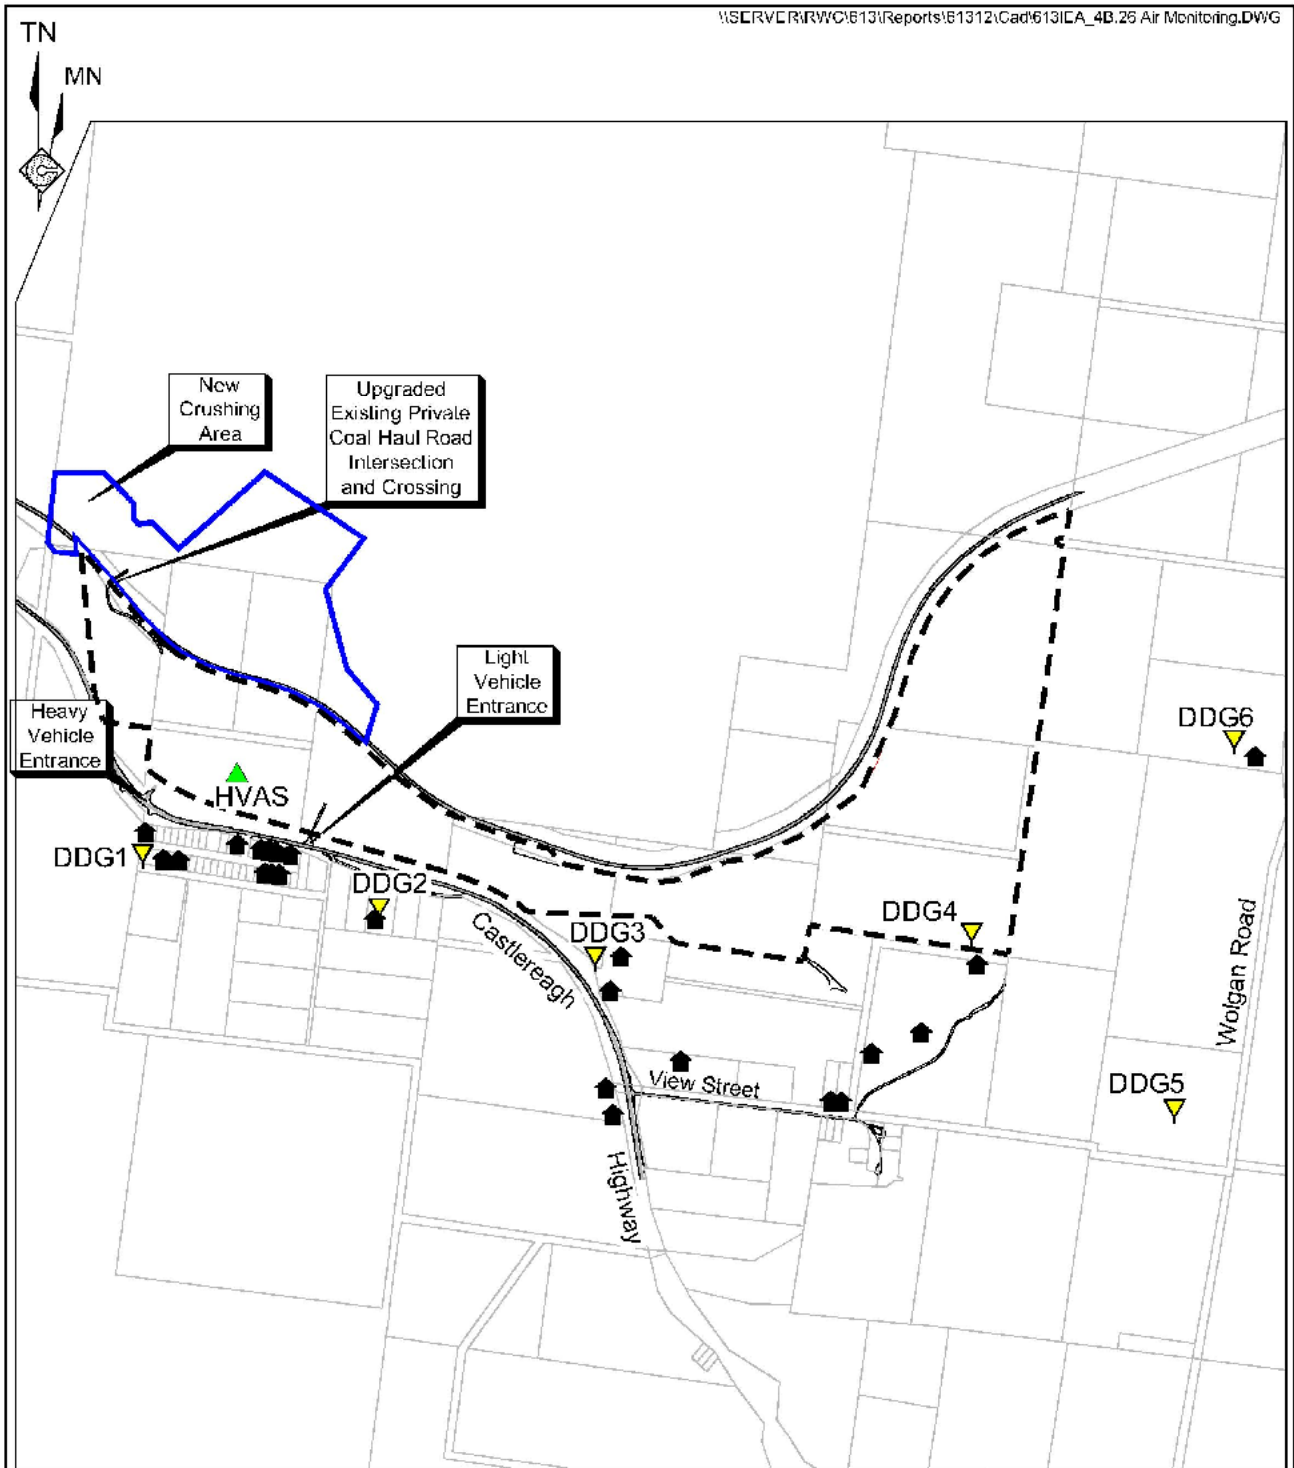 \\SERVER\RWC\613\Reports\61312\Cad\613IEA_4B.26 Air Monitoring.DWG
TN
MN
New
Crushing
Area
Upgraded
Existing Private
Coal Haul Road
Intersection
and Crossing
Light
Vehicle
Entrance
Heavy
Vehicle
Entrance
HVAS
DDG6
DDG1
DDG2
DDG4
DDG3
Castlereagh
Wolgan Road
View Street
DDG5
Highway